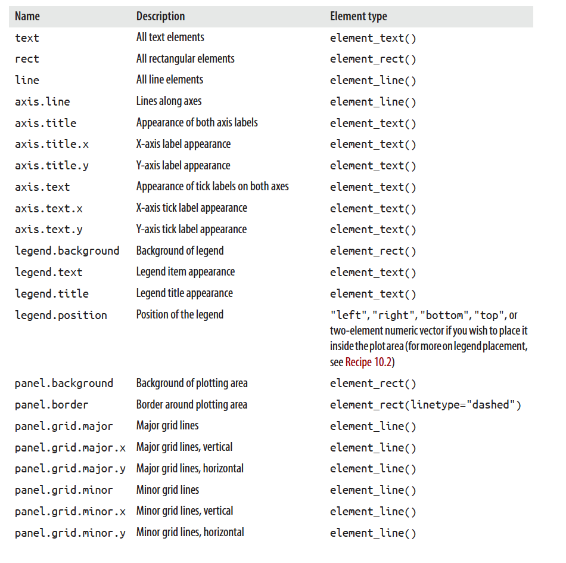 Name Description Element type
text All text elements element_text()
rect All rectangular elements element_rect()
line All line elements element_line()
axis.line Lines along axes element_line()
axis.title Appearance of both axis labels element_text()
axis.title.x X-axis label appearance element_text()
axis.title.y Y-axis label appearance element_text()
axis.text Appearance of tick labels on both axes element_text()
axis.text.x X-axis tick label appearance element_text()
axis.text.y Y-axis tick label appearance element_text()
legend.background Background of legend element_rect()
legend.text Legend item appearance element_text()
legend.title Legend title appearance element_text()
legend.position Position of the legend "left", "right", "bottom", "top", or
two-element numeric vector if you wish to place it
inside the plot area (for more on legend placement,
see Recipe 10.2)
panel.background Background of plotting area element_rect()
panel.border Border around plotting area element_rect(linetype="dashed")
panel.grid.major Major grid lines element_line()
panel.grid.major.x Major grid lines, vertical element_line()
panel.grid.major.y Major grid lines, horizontal element_line()
panel.grid.minor Minor grid lines element_line()
panel.grid.minor.x Minor grid lines, vertical element_line()
panel.grid.minor.y Minor grid lines, horizontal element_line()